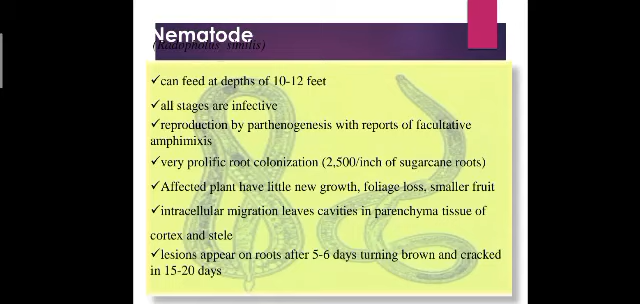 Nematode
(Radopholus similis)
✓can feed at depths of 10-12 feet
✓all stages are infective
✓reproduction by parthenogenesis with reports of facultative
amphimixis
✓very prolific root colonization (2,500/inch of sugarcane roots)
✓Affected plant have little new growth, foliage loss, smaller fruit
✓intracellular migration leaves cavities in parenchyma tissue of
cortex and stele
✓lesions appear on roots after 5-6 days turning brown and cracked
in 15-20 days